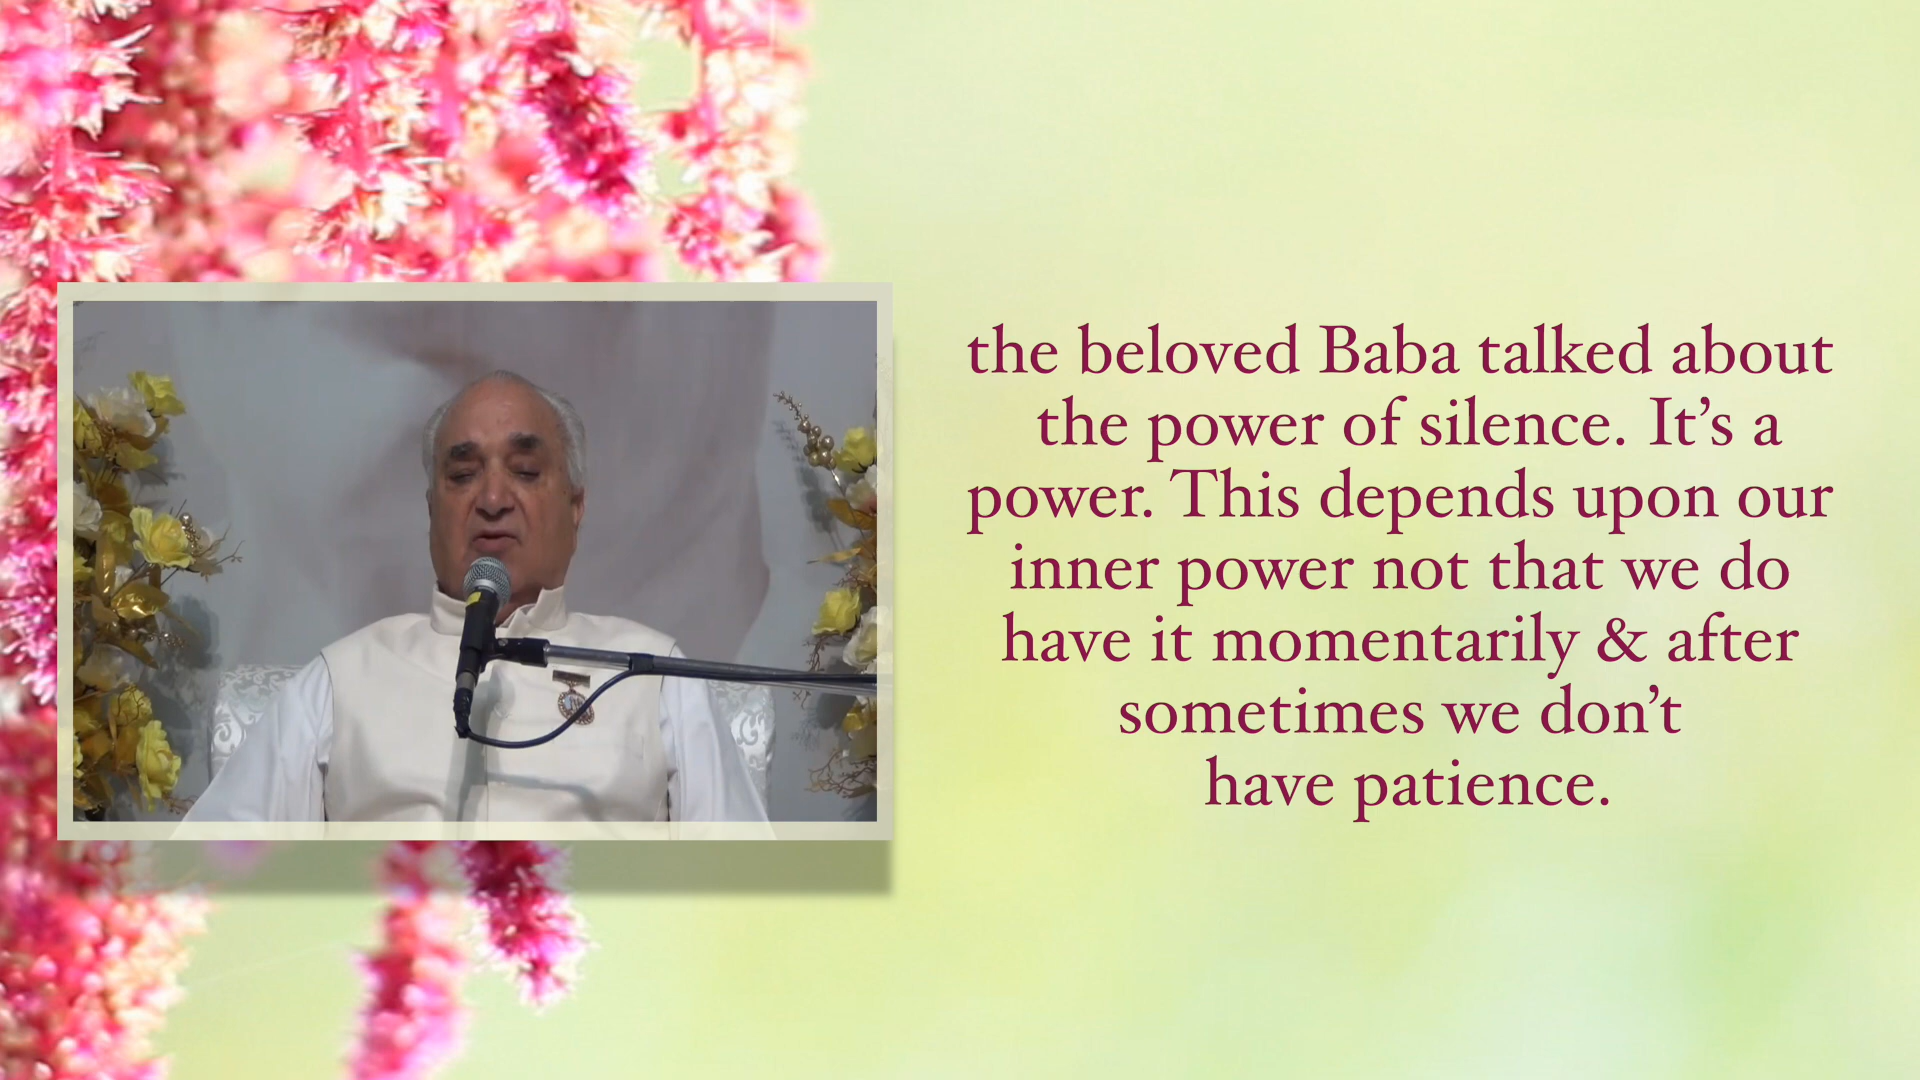 the beloved Baba talked about
the power of silence. It’s a
power. This depends upon our
inner power not that we do
have it momentarily & after
sometimes we don’t
have patience.